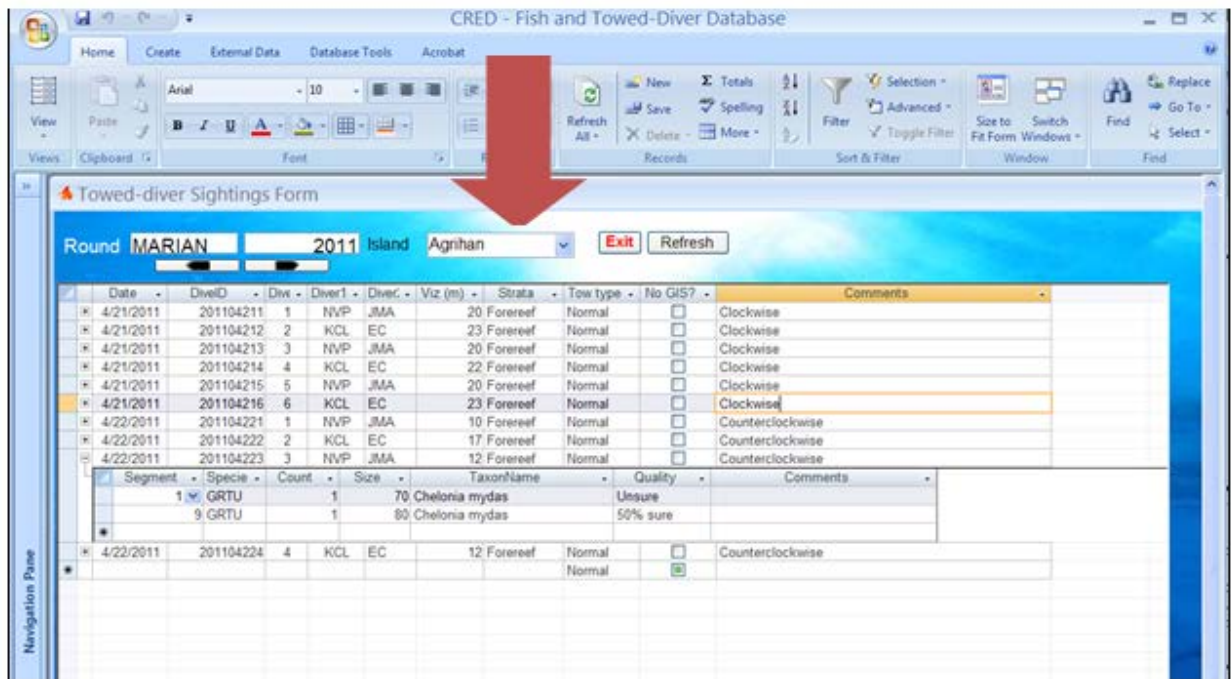 CRED - Fish and Towed-Diver Database
Home Create External Data Database Tools Acrobat
View Paste Arial 10 Refresh All New Save Delete Σ Totals Spelling More Filter Selection Advanced Toggle Filter Size to Fit Form Switch Windows Find Replace Go To Select
B I U A
Views Clipboard Font Records Sort & Filter Window Find
Towed-diver Sightings Form
Round MARIAN 2011 Island Agrihan Exit Refresh
Date DiveID Dive Diver1 Viz (m) Strata Tow type No GIS? Comments
4/21/2011 201104211 1 NVP JMA 20 Forereef Normal Clockwise
4/21/2011 201104212 2 KCL EC 23 Forereef Normal Clockwise
4/21/2011 201104213 3 NVP JMA 20 Forereef Normal Clockwise
4/21/2011 201104214 4 KCL EC 22 Forereef Normal Clockwise
4/21/2011 201104215 5 NVP JMA 20 Forereef Normal Clockwise
4/21/2011 201104216 6 KCL EC 23 Forereef Normal Clockwise
4/22/2011 201104221 1 NVP JMA 10 Forereef Normal Counterclockwise
4/22/2011 201104222 2 KCL EC 17 Forereef Normal Counterclockwise
4/22/2011 201104223 3 NVP JMA 12 Forereef Normal Counterclockwise
Segment Specie Count Size TaxonName Quality Comments
1 GRTU 1 70 Chelonia mydas Unsure
9 GRTU 1 80 Chelonia mydas 50% sure
4/22/2011 201104224 4 KCL EC 12 Forereef Normal Counterclockwise
Normal
Navigation Pane